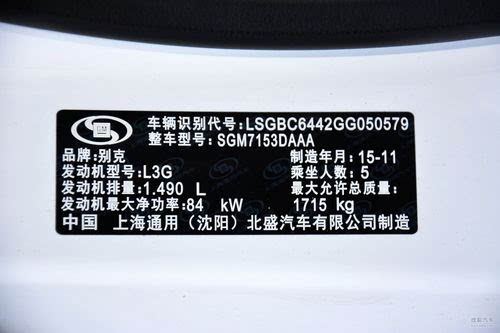 车辆识别代号:LSGBC6442GG050579
整车型号:SGM7153DAAA
品牌:别克 制造年月:15-11
发动机型号:L3G 乘坐人数:5
发动机排量:1.490 L 最大允许总质量:
发动机最大净功率:84 kW 1715 kg
中国 上海通用(沈阳)北盛汽车有限公司制造